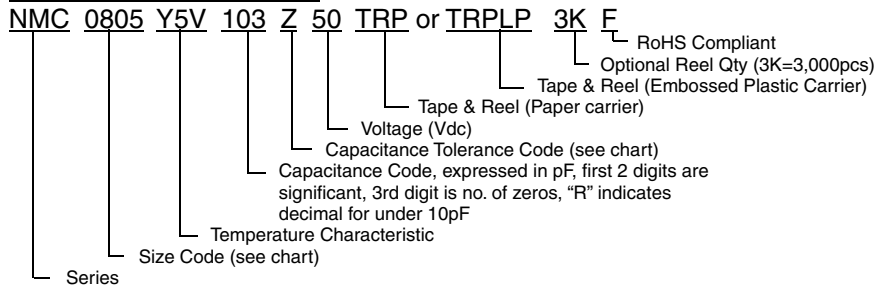 NMC 0805 Y5V 103 Z 50 TRP or TRPLP 3K F
RoHS Compliant
Optional Reel Qty (3K=3,000pcs)
Tape & Reel (Embossed Plastic Carrier)
Tape & Reel (Paper carrier)
Voltage (Vdc)
Capacitance Tolerance Code (see chart)
Capacitance Code, expressed in pF, first 2 digits are
significant, 3rd digit is no. of zeros, “R” indicates
decimal for under 10pF
Temperature Characteristic
Size Code (see chart)
Series